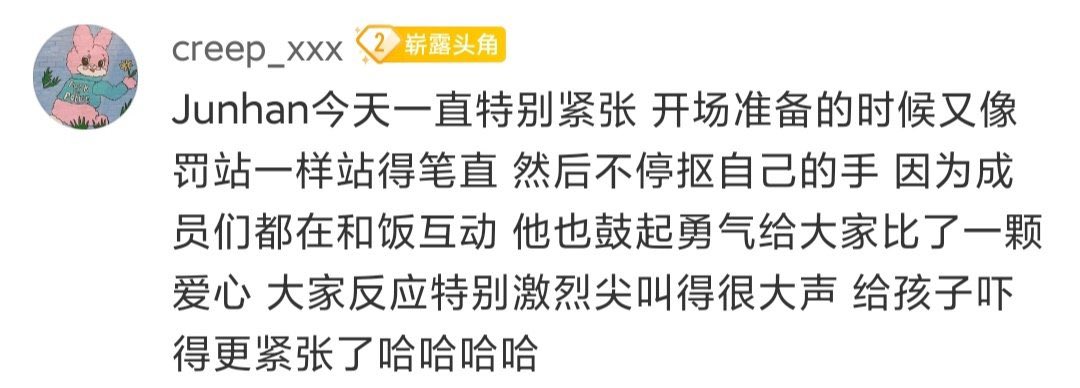 creep_xxx 2 崭露头角
Junhan今天一直特别紧张 开场准备的时候又像
罚站一样站得笔直 然后不停抠自己的手 因为成
员们都在和饭互动 他也鼓起勇气给大家比了一颗
爱心 大家反应特别激烈尖叫得很大声 给孩子吓
得更紧张了哈哈哈哈